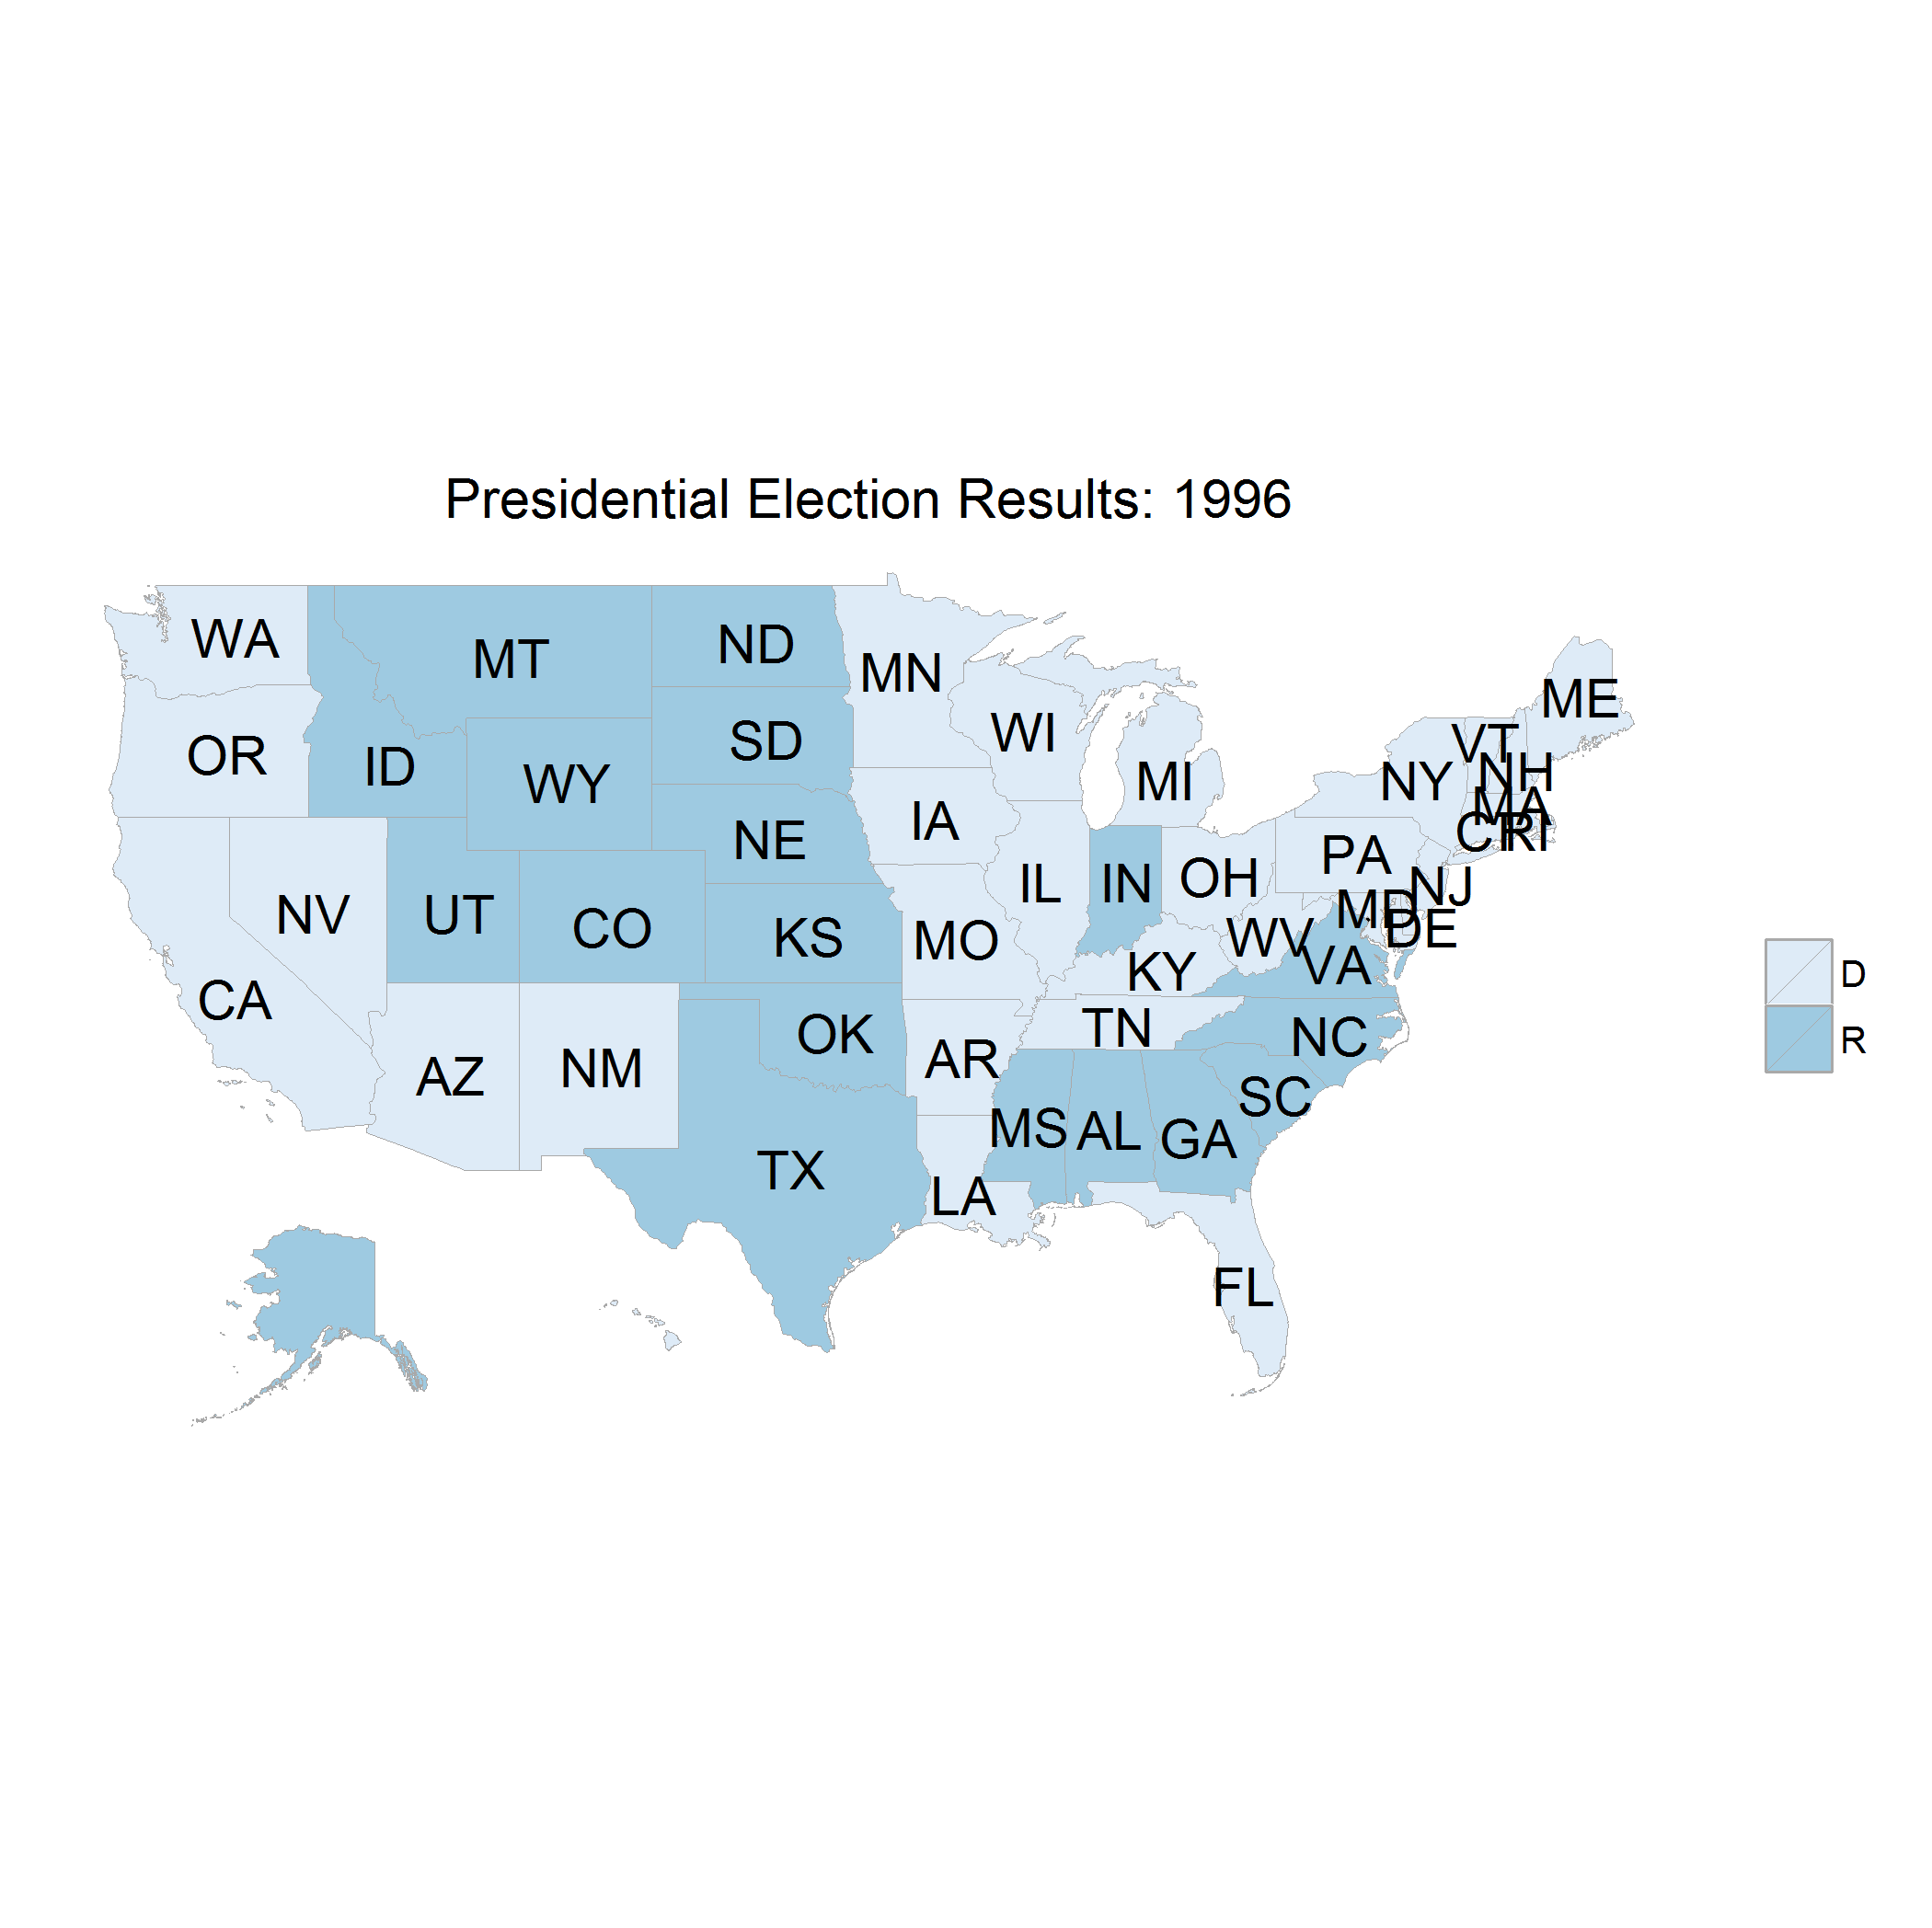 Presidential Election Results: 1996
WA
MT
ND
MN
ME
OR
ID
WY
SD
WI
MI
NY
VT
NH
MA
CT
RI
NE
IA
IL
IN
OH
PA
NJ
NV
UT
CO
KS
MO
KY
WV
MD
DE
VA
CA
AZ
NM
OK
AR
TN
NC
SC
TX
LA
MS
AL
GA
FL
D
R